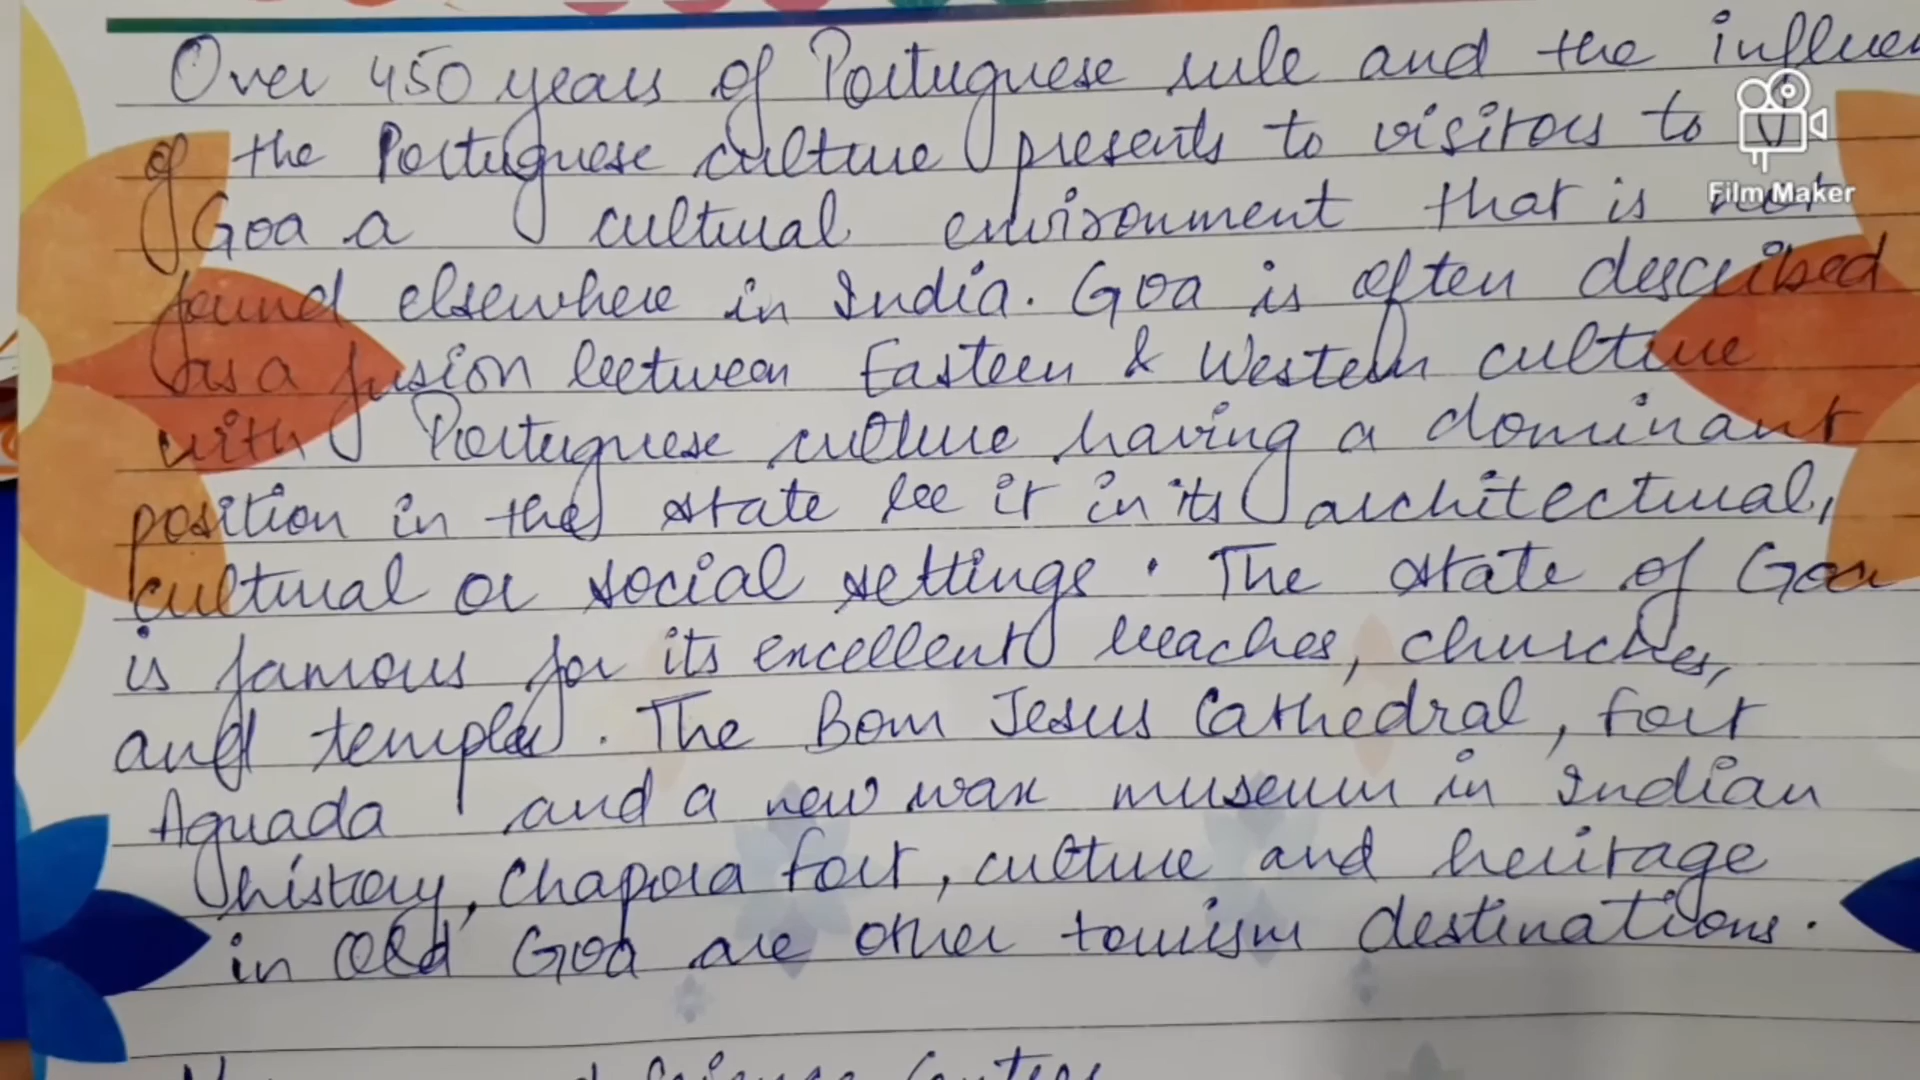 Over 450 years of Portuguese rule and the influen
of the Portuguese culture presents to visitors to
Film Maker
Goa a cultural environment that is not
found elsewhere in India. Goa is often described
as a fusion between Eastern & Western culture
with Portuguese culture having a dominant
position in the state be it in its architectural,
cultural or social settings. The state of Goa
is famous for its excellent beaches, churches,
and temples. The Bom Jesus Cathedral, Fort
Aguada and a new wax museum in Indian
history, Chapora fort, culture and heritage
in Old Goa are other tourism destinations.
Science Centres